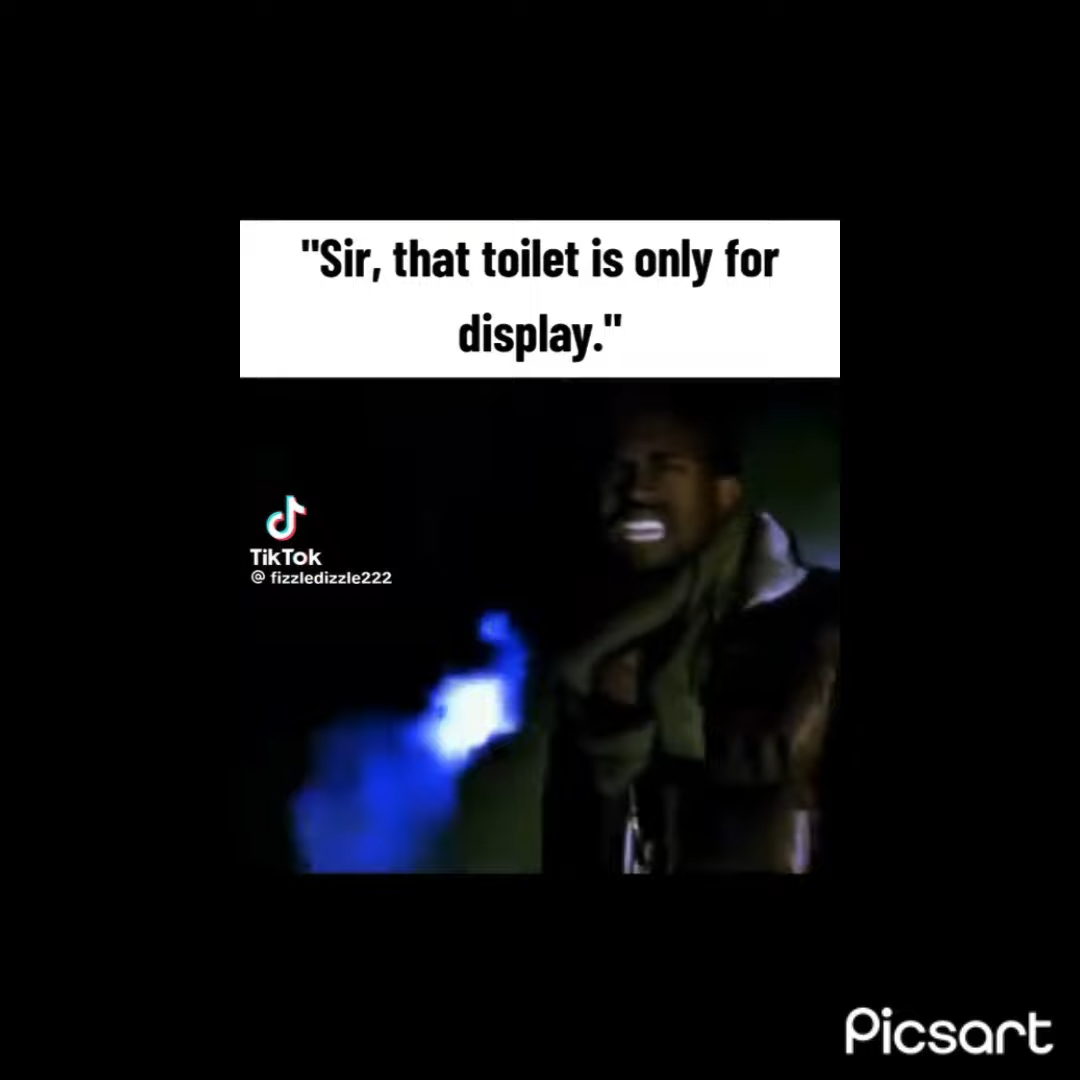 "Sir, that toilet is only for
display."
TikTok
@ fizzledizzle222
Picsart